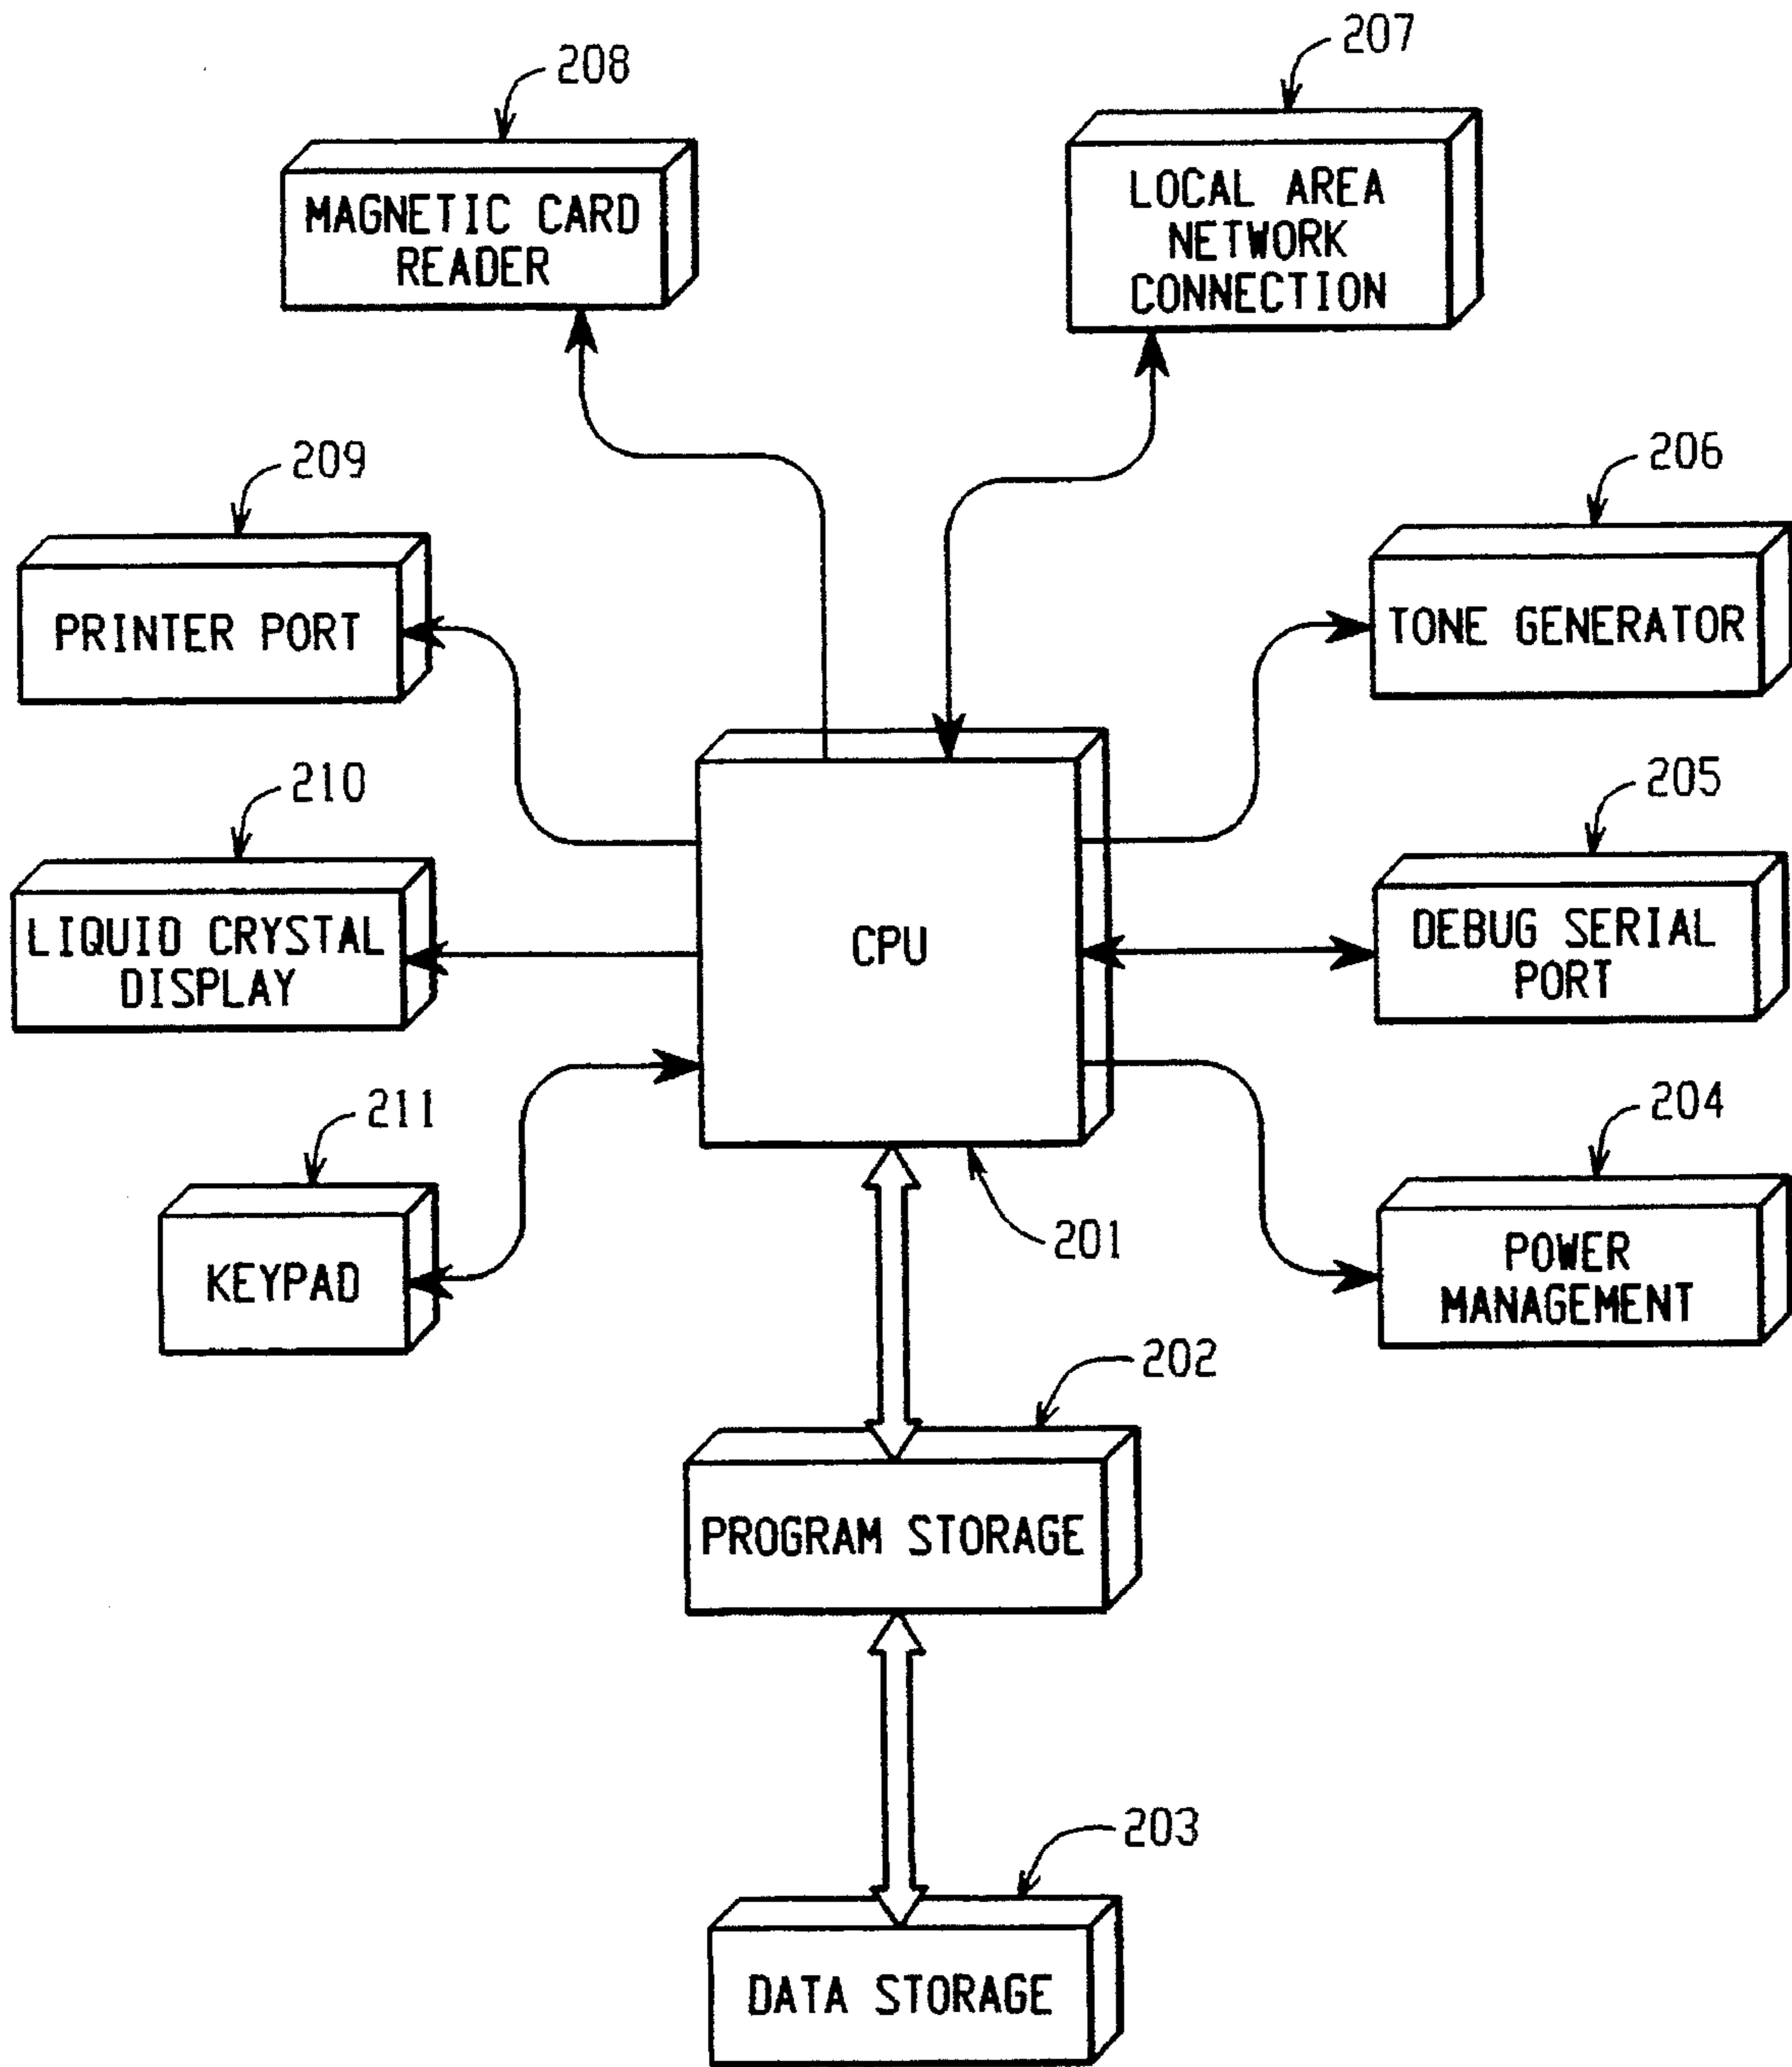 207
208
LOCAL AREA
NETWORK
CONNECTION
MAGNETIC CARD
READER
209
206
PRINTER PORT
TONE GENERATOR
210
205
LIQUID CRYSTAL
DISPLAY
CPU
DEBUG SERIAL
PORT
211
204
201
KEYPAD
POWER
MANAGEMENT
202
PROGRAM STORAGE
203
DATA STORAGE